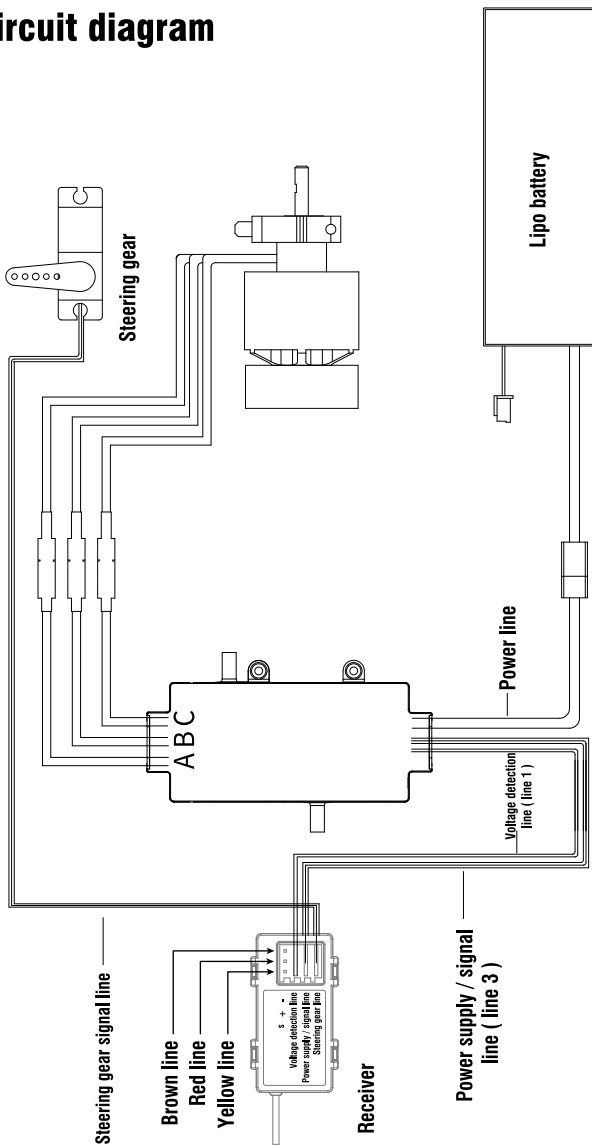 ircuit diagram
Steering gear
Lipo battery
A B C
Power line
Voltage detection
line ( line 1 )
Steering gear signal line
Brown line
Red line
Yellow line
S + -
Voltage detection line
Power supply / signal line
Steering gear line
Receiver
Power supply / signal
line ( line 3 )